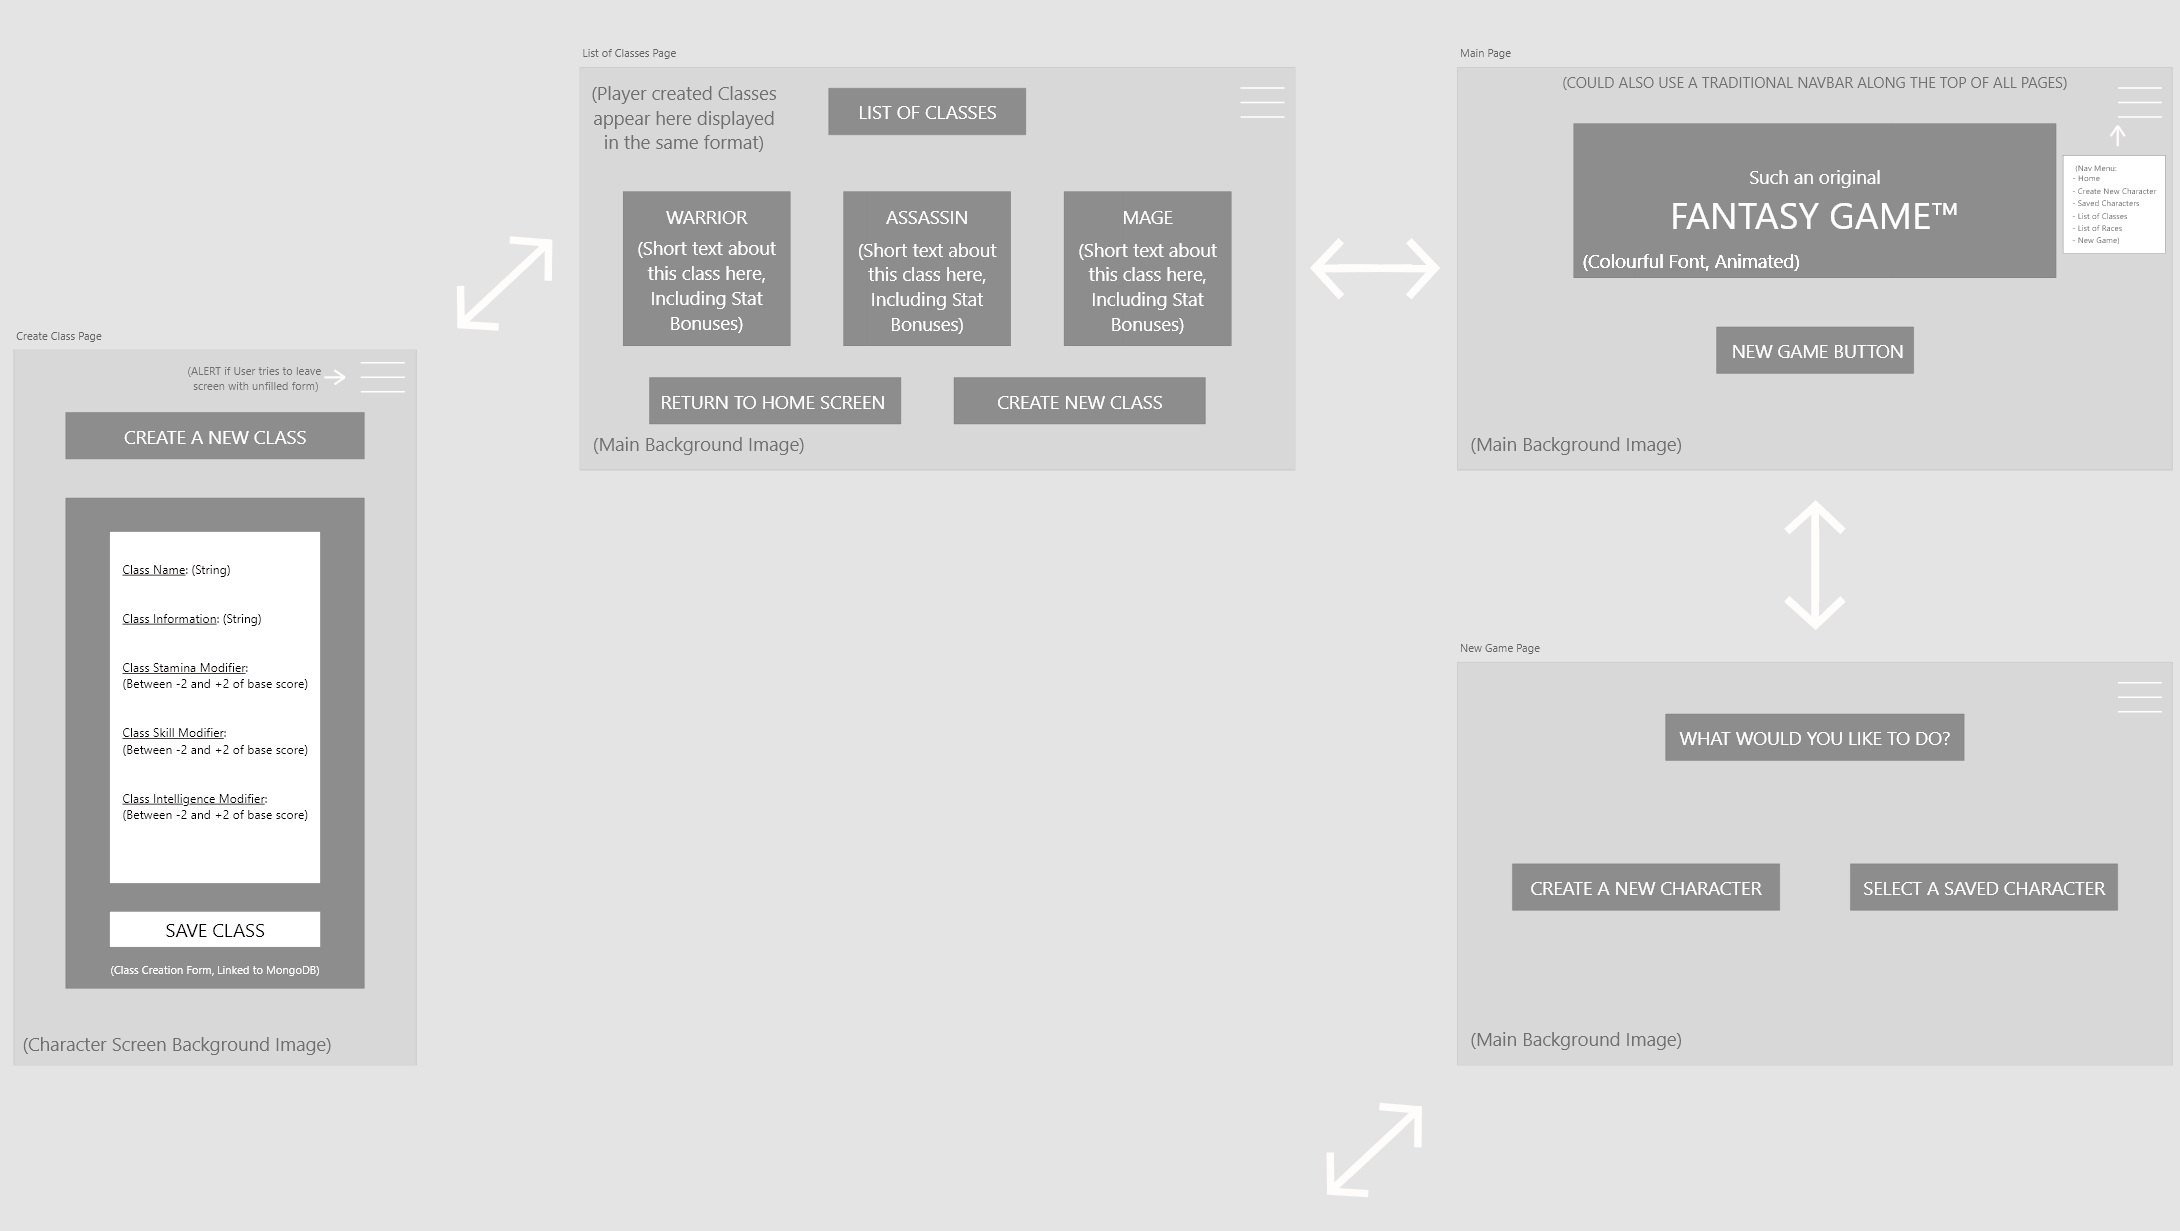 List of Classes Page
(Player created Classes
appear here displayed
in the same format)
LIST OF CLASSES
WARRIOR
(Short text about
this class here,
Including Stat
Bonuses)
ASSASSIN
(Short text about
this class here,
Including Stat
Bonuses)
MAGE
(Short text about
this class here,
Including Stat
Bonuses)
RETURN TO HOME SCREEN
CREATE NEW CLASS
(Main Background Image)
Main Page
(COULD ALSO USE A TRADITIONAL NAVBAR ALONG THE TOP OF ALL PAGES)
Such an original
FANTASY GAME™
(Colourful Font, Animated)
(Nav Menu:
- Home
- Create New Character
- Saved Characters
- List of Classes
- List of Races
- New Game)
NEW GAME BUTTON
(Main Background Image)
Create Class Page
(ALERT if User tries to leave
screen with unfilled form)
CREATE A NEW CLASS
Class Name: (String)
Class Information: (String)
Class Stamina Modifier:
(Between -2 and +2 of base score)
Class Skill Modifier:
(Between -2 and +2 of base score)
Class Intelligence Modifier:
(Between -2 and +2 of base score)
SAVE CLASS
(Class Creation Form, Linked to MongoDB)
(Character Screen Background Image)
New Game Page
WHAT WOULD YOU LIKE TO DO?
CREATE A NEW CHARACTER
SELECT A SAVED CHARACTER
(Main Background Image)